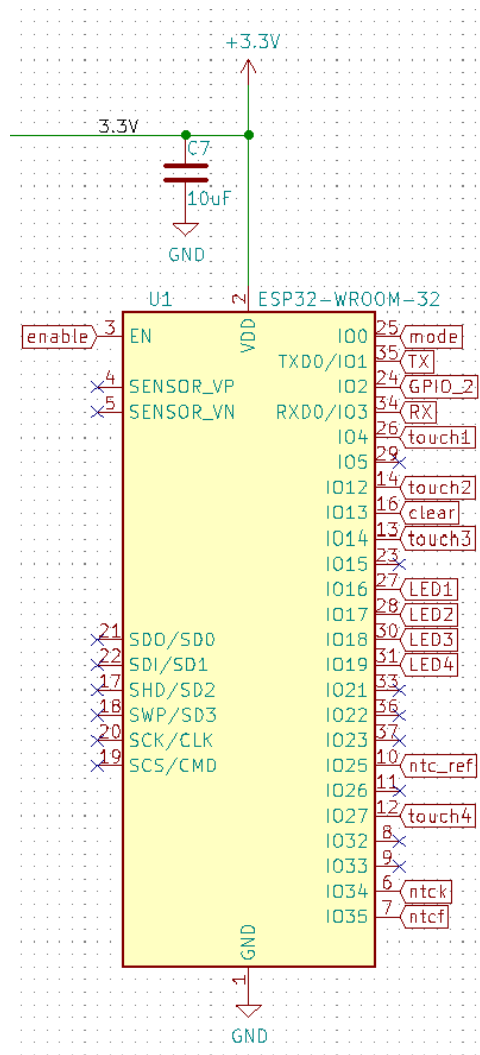 +3.3V
3.3V
C7
10uF
GND
U1 2 ESP32-WROOM-32
VDD
enable 3 EN IO0 25 mode
TXD0/IO1 35 TX
4 SENSOR_VP IO2 24 GPIO_2
5 SENSOR_VN RXD0/IO3 34 RX
IO4 26 touch1
IO5 29
IO12 14 touch2
IO13 16 clear
IO14 13 touch3
IO15 23
IO16 27 LED1
IO17 28 LED2
21 SDO/SD0 IO18 30 LED3
22 SDI/SD1 IO19 31 LED4
17 SHD/SD2 IO21 33
18 SWP/SD3 IO22 36
20 SCK/CLK IO23 37
19 SCS/CMD IO25 10 ntc_ref
IO26 11
IO27 12 touch4
IO32 8
IO33 9
IO34 6 ntck
IO35 7 ntcf
GND
1
GND